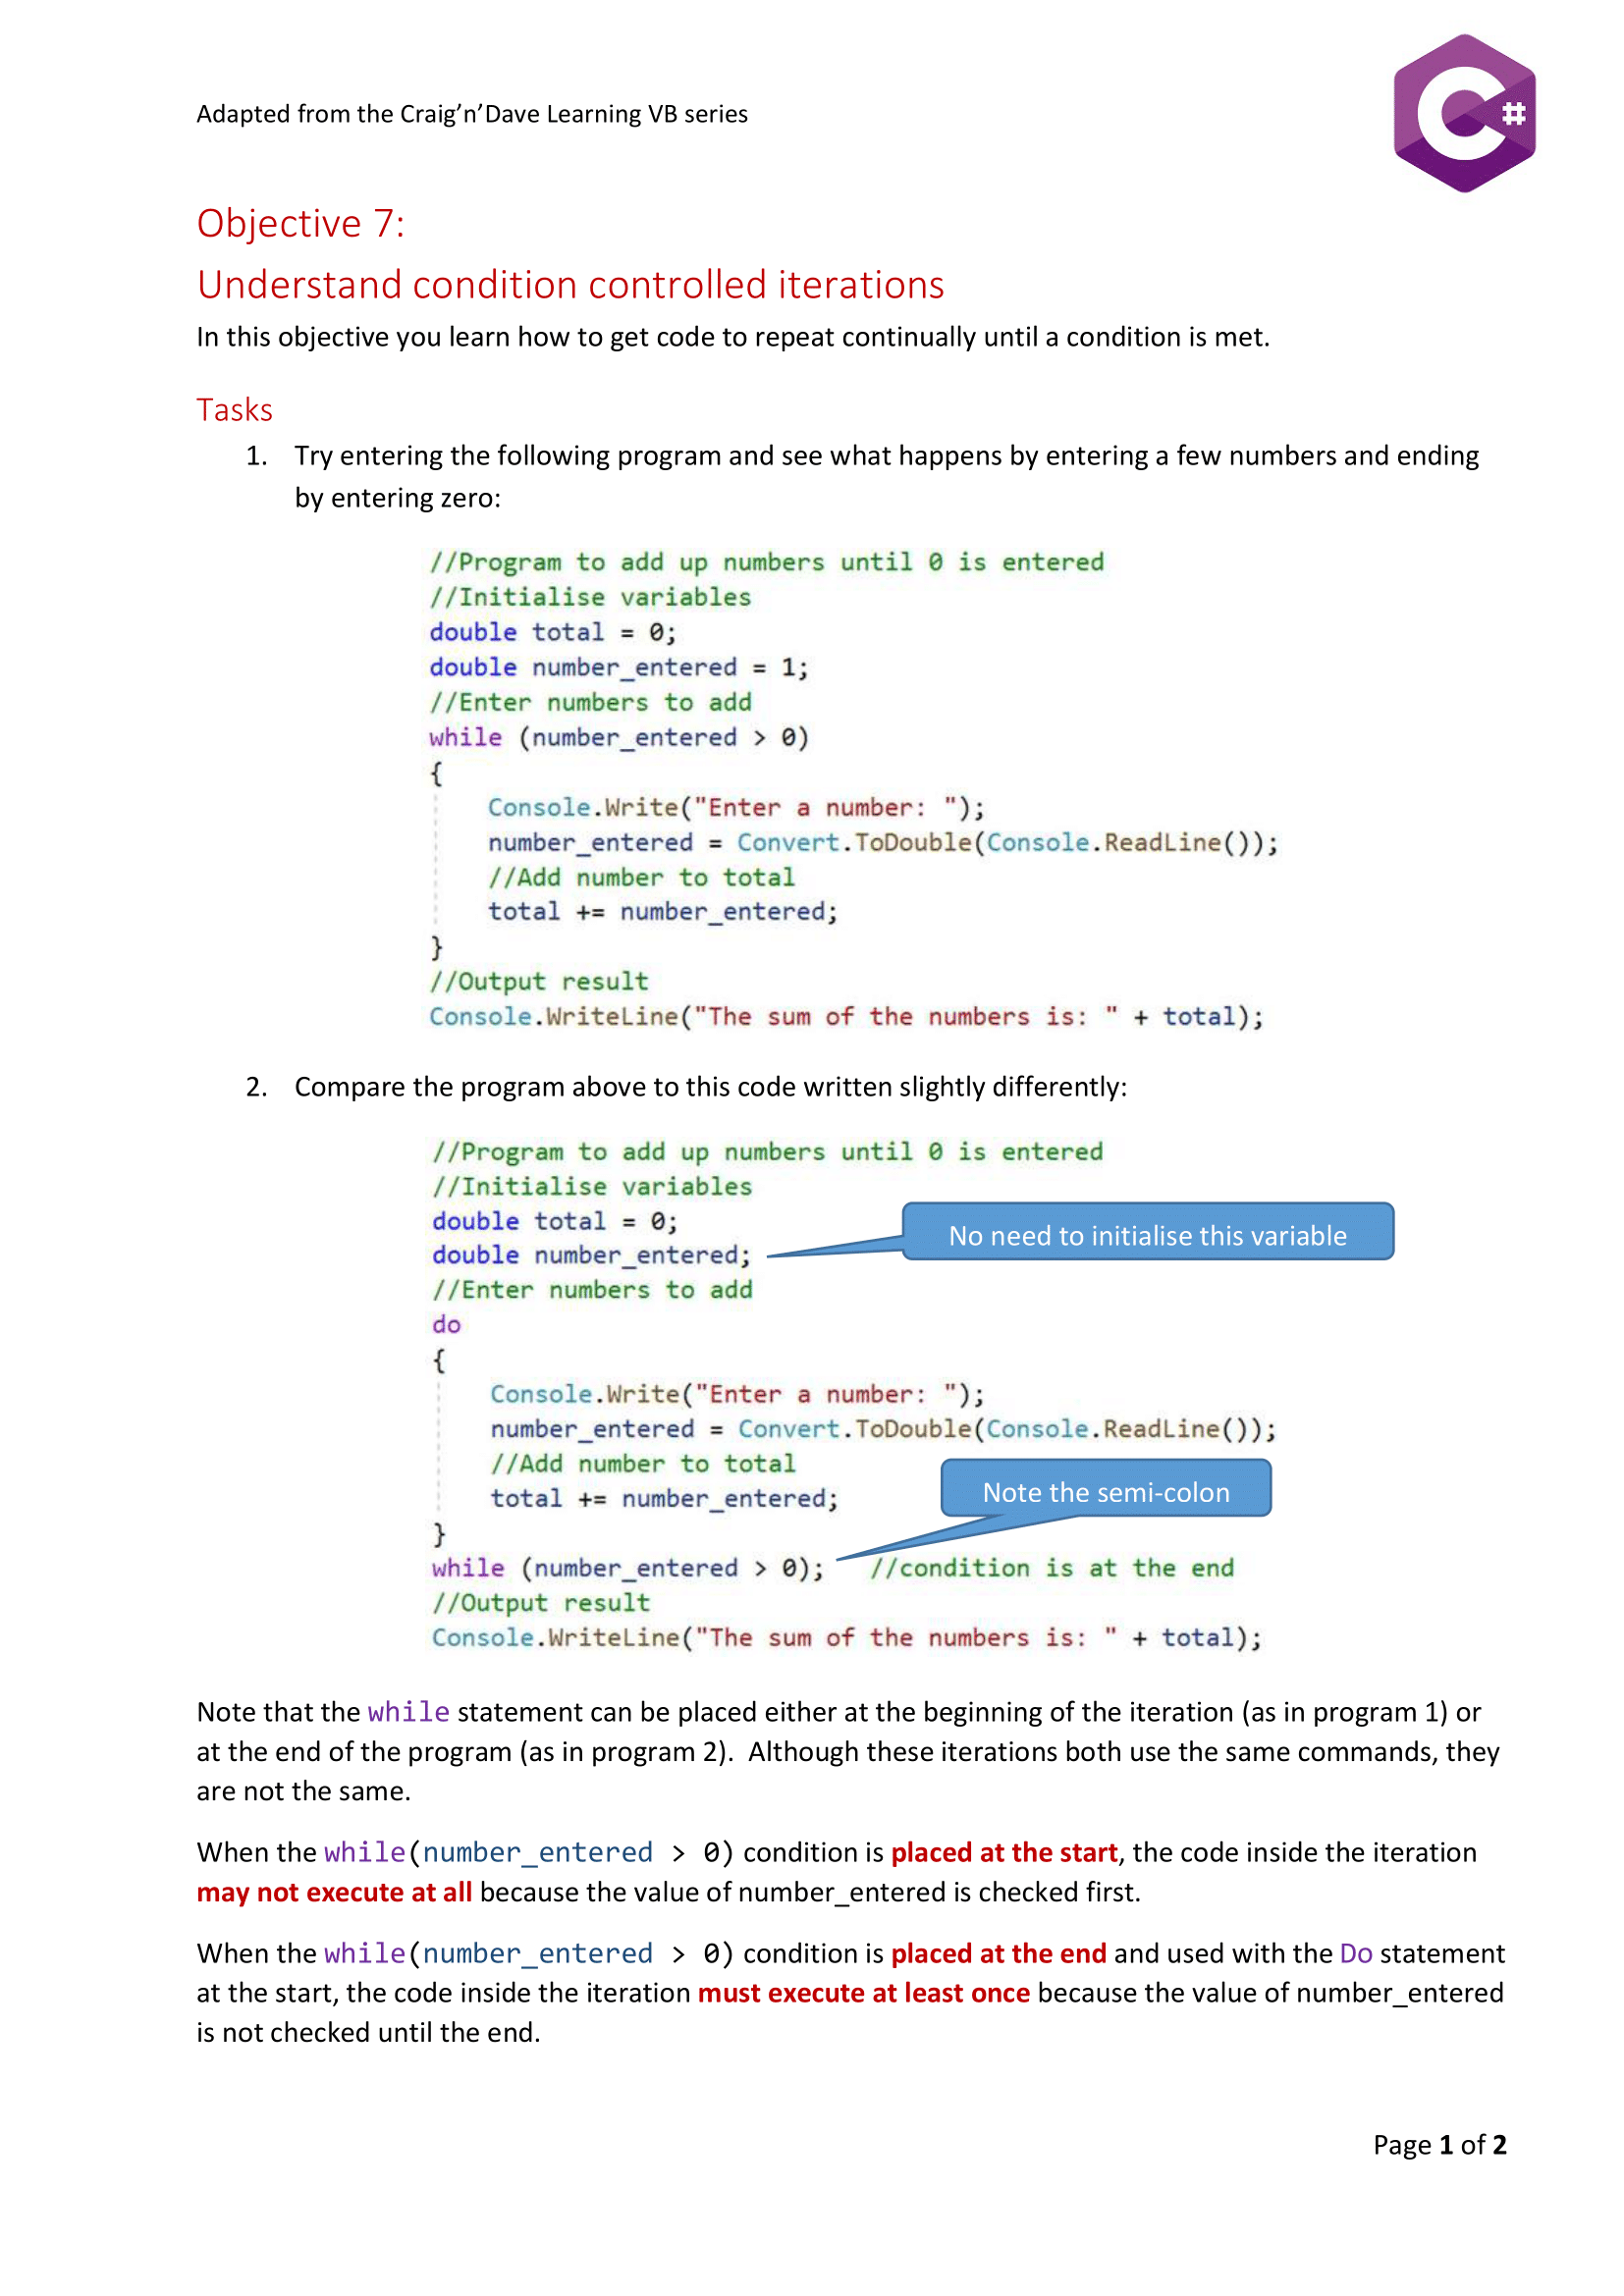 Adapted from the Craig’n’Dave Learning VB series
C#
Objective 7:
Understand condition controlled iterations
In this objective you learn how to get code to repeat continually until a condition is met.
Tasks
1. Try entering the following program and see what happens by entering a few numbers and ending
by entering zero:
//Program to add up numbers until 0 is entered
//Initialise variables
double total = 0;
double number_entered = 1;
//Enter numbers to add
while (number_entered > 0)
{
Console.Write("Enter a number: ");
number_entered = Convert.ToDouble(Console.ReadLine());
//Add number to total
total += number_entered;
}
//Output result
Console.WriteLine("The sum of the numbers is: " + total);
2. Compare the program above to this code written slightly differently:
//Program to add up numbers until 0 is entered
//Initialise variables
double total = 0;
No need to initialise this variable
double number_entered;
//Enter numbers to add
do
{
Console.Write("Enter a number: ");
number_entered = Convert.ToDouble(Console.ReadLine());
//Add number to total
Note the semi-colon
total += number_entered;
}
while (number_entered > 0); //condition is at the end
//Output result
Console.WriteLine("The sum of the numbers is: " + total);
Note that the while statement can be placed either at the beginning of the iteration (as in program 1) or
at the end of the program (as in program 2). Although these iterations both use the same commands, they
are not the same.
When the while(number_entered > 0) condition is placed at the start, the code inside the iteration
may not execute at all because the value of number_entered is checked first.
When the while(number_entered > 0) condition is placed at the end and used with the Do statement
at the start, the code inside the iteration must execute at least once because the value of number_entered
is not checked until the end.
Page 1 of 2